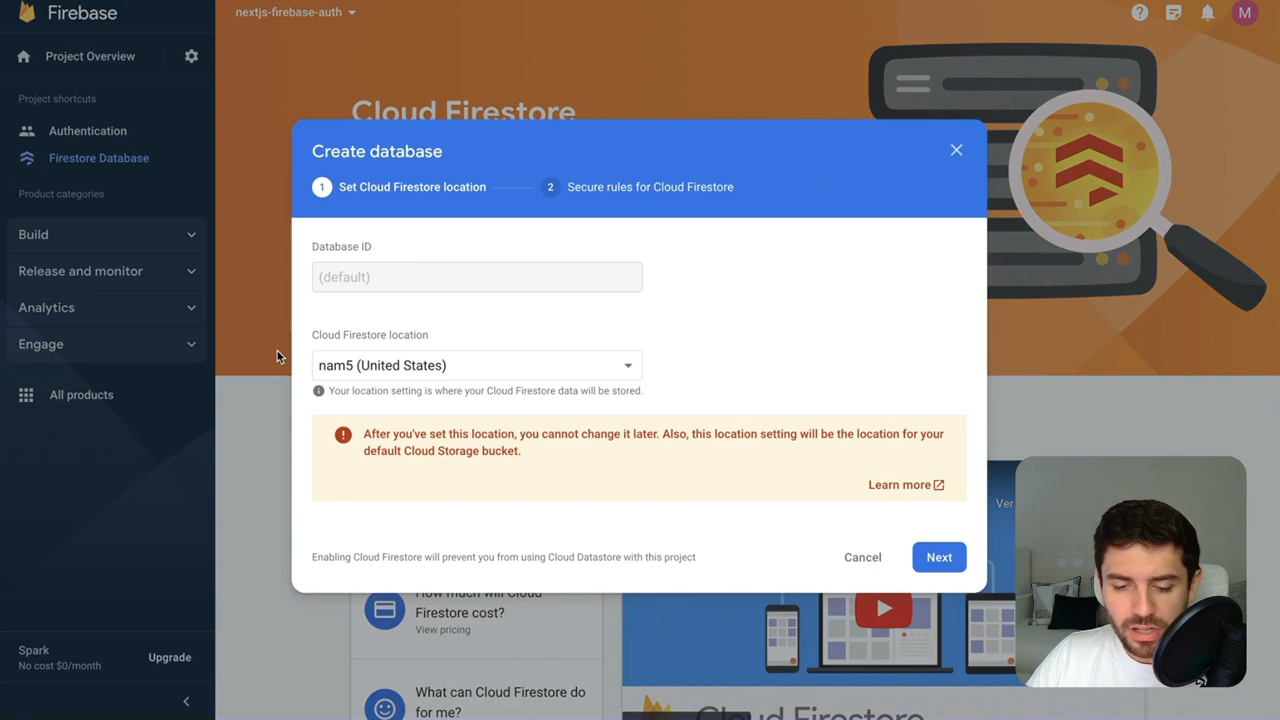 Firebase
nextjs-firebase-auth
M
Project Overview
Project shortcuts
Authentication
Firestore Database
Product categories
Build
Release and monitor
Analytics
Engage
All products
Spark
No cost $0/month
Upgrade
Cloud Firestore
Create database
1 Set Cloud Firestore location
2 Secure rules for Cloud Firestore
Database ID
(default)
Cloud Firestore location
nam5 (United States)
Your location setting is where your Cloud Firestore data will be stored.
After you've set this location, you cannot change it later. Also, this location setting will be the location for your
default Cloud Storage bucket.
Learn more
Enabling Cloud Firestore will prevent you from using Cloud Datastore with this project
Cancel
Next
How much will Cloud
Firestore cost?
View pricing
What can Cloud Firestore do
for me?
Ver
Cloud Firestore